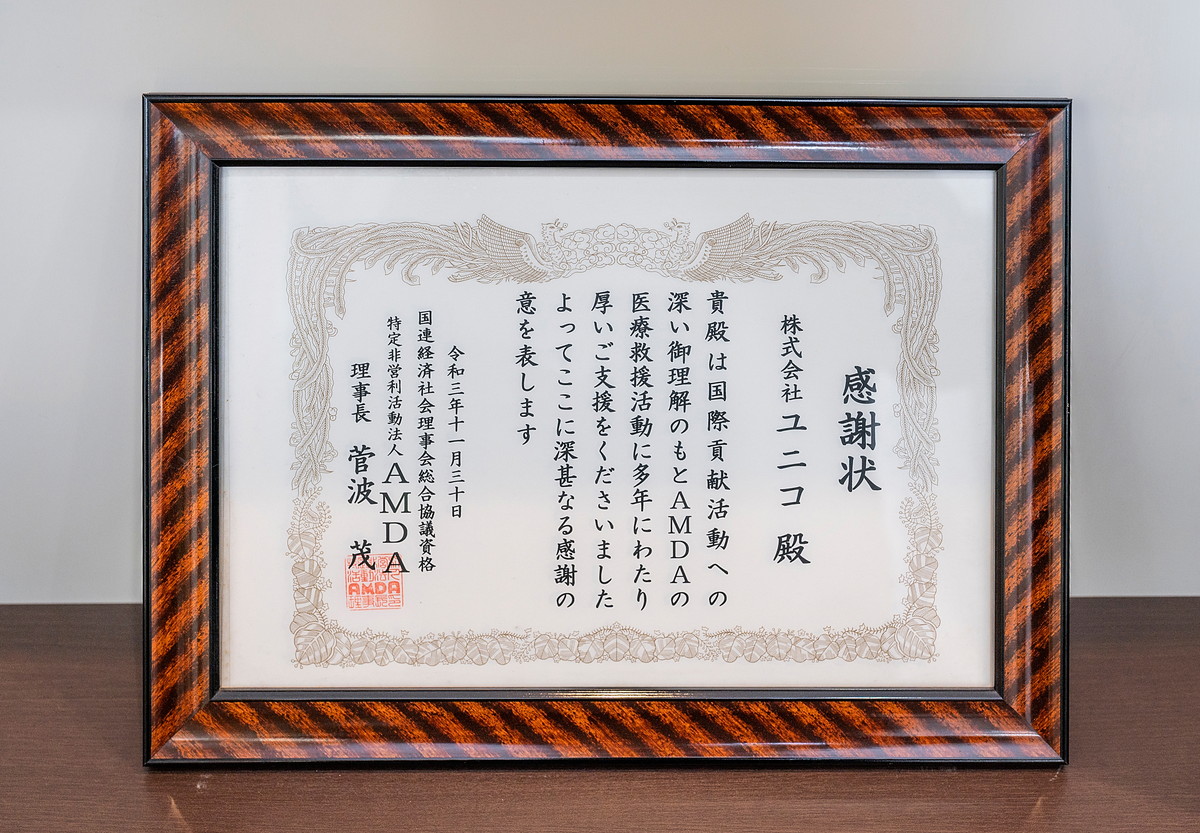 感謝状
株式会社 ユニコ 殿
貴殿は国際貢献活動への
深い御理解のもとAMDAの
医療救援活動に多年にわたり
厚いご支援をくださいました
よってここに深甚なる感謝の
意を表します
令和三年十一月三十日
国連経済社会理事会総合協議資格
特定非営利活動法人 AMDA
理事長 菅波 茂
AMDA